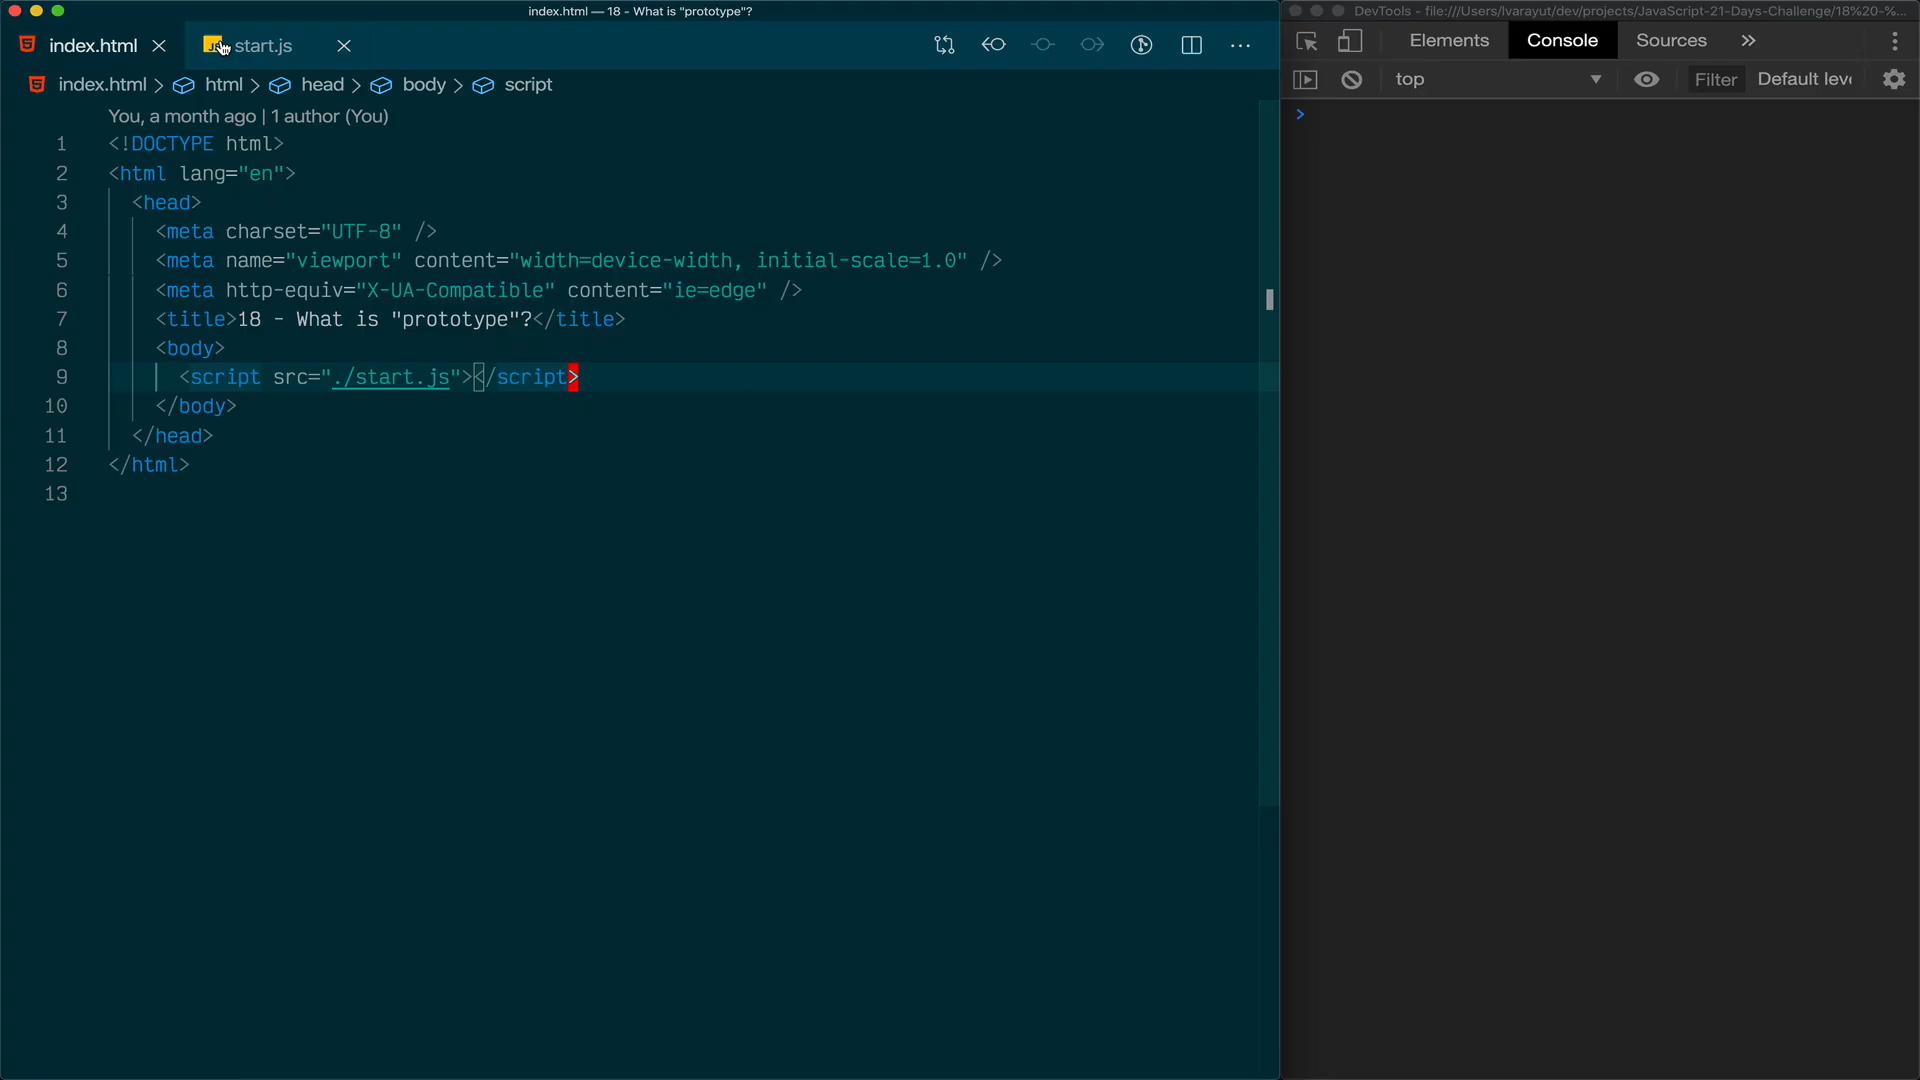 index.html — 18 - What is "prototype"?
index.html
JS start.js
index.html > html > head > body > script
You, a month ago | 1 author (You)
1 <!DOCTYPE html>
2 <html lang="en">
3 <head>
4 <meta charset="UTF-8" />
5 <meta name="viewport" content="width=device-width, initial-scale=1.0" />
6 <meta http-equiv="X-UA-Compatible" content="ie=edge" />
7 <title>18 - What is "prototype"?</title>
8 <body>
9 <script src="./start.js"></script>
10 </body>
11 </head>
12 </html>
13
DevTools - file:///Users/lvarayut/dev/projects/JavaScript-21-Days-Challenge/18%20-%...
Elements Console Sources »
top Filter Default leve
>